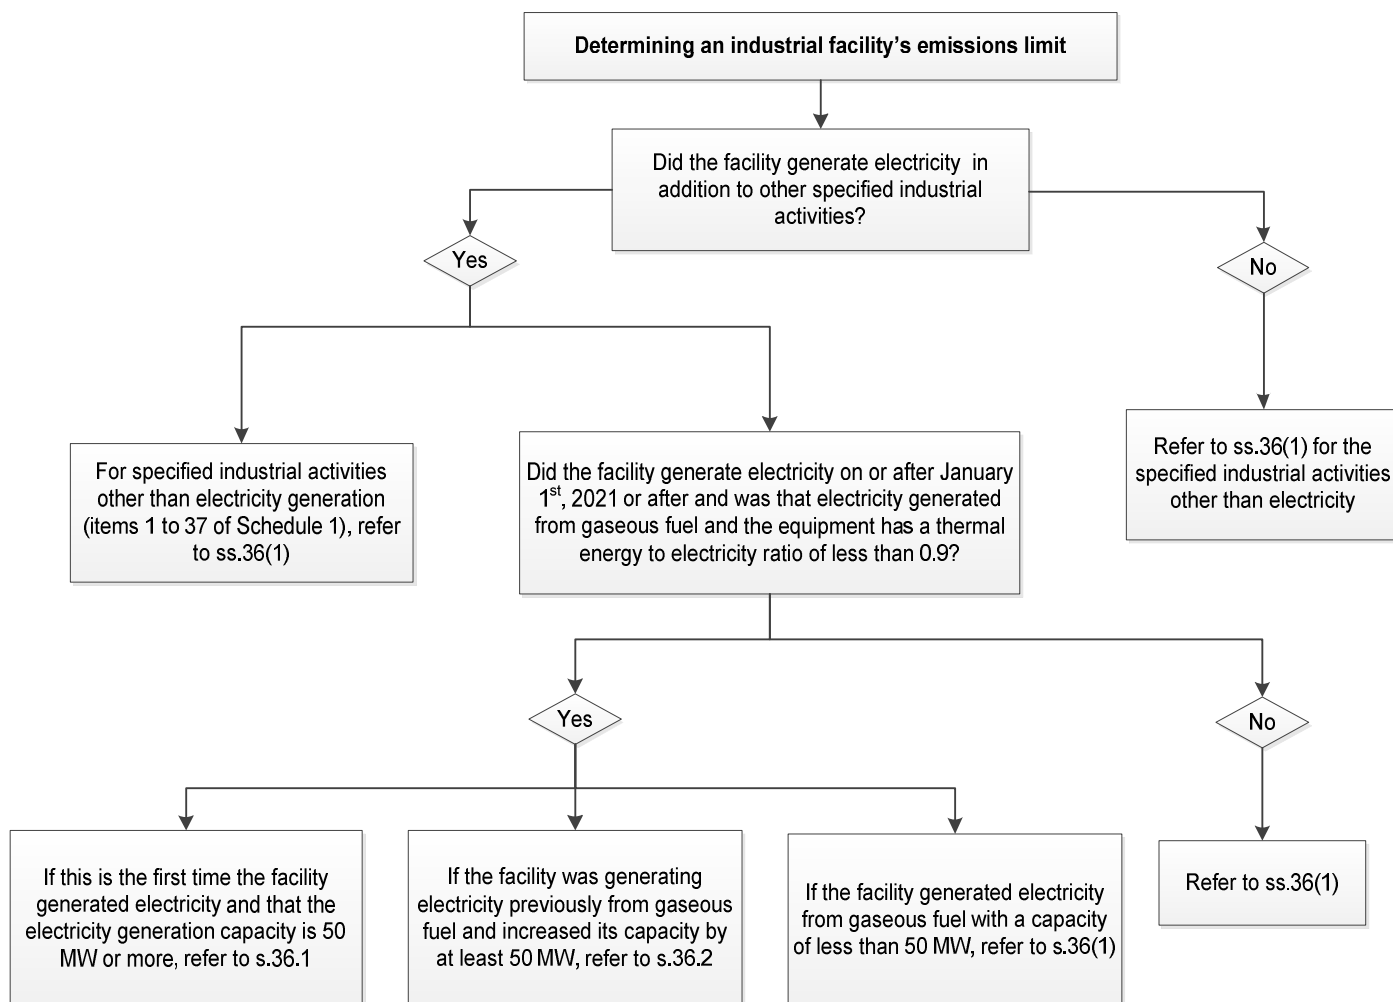 Determining an industrial facility's emissions limit
Did the facility generate electricity in
addition to other specified industrial
activities?
Yes
No
For specified industrial activities
other than electricity generation
(items 1 to 37 of Schedule 1), refer
to ss.36(1)
Did the facility generate electricity on or after January
1st, 2021 or after and was that electricity generated
from gaseous fuel and the equipment has a thermal
energy to electricity ratio of less than 0.9?
Refer to ss.36(1) for the
specified industrial activities
other than electricity
Yes
No
If this is the first time the facility
generated electricity and that the
electricity generation capacity is 50
MW or more, refer to s.36.1
If the facility was generating
electricity previously from gaseous
fuel and increased its capacity by
at least 50 MW, refer to s.36.2
If the facility generated electricity
from gaseous fuel with a capacity
of less than 50 MW, refer to s.36(1)
Refer to ss.36(1)